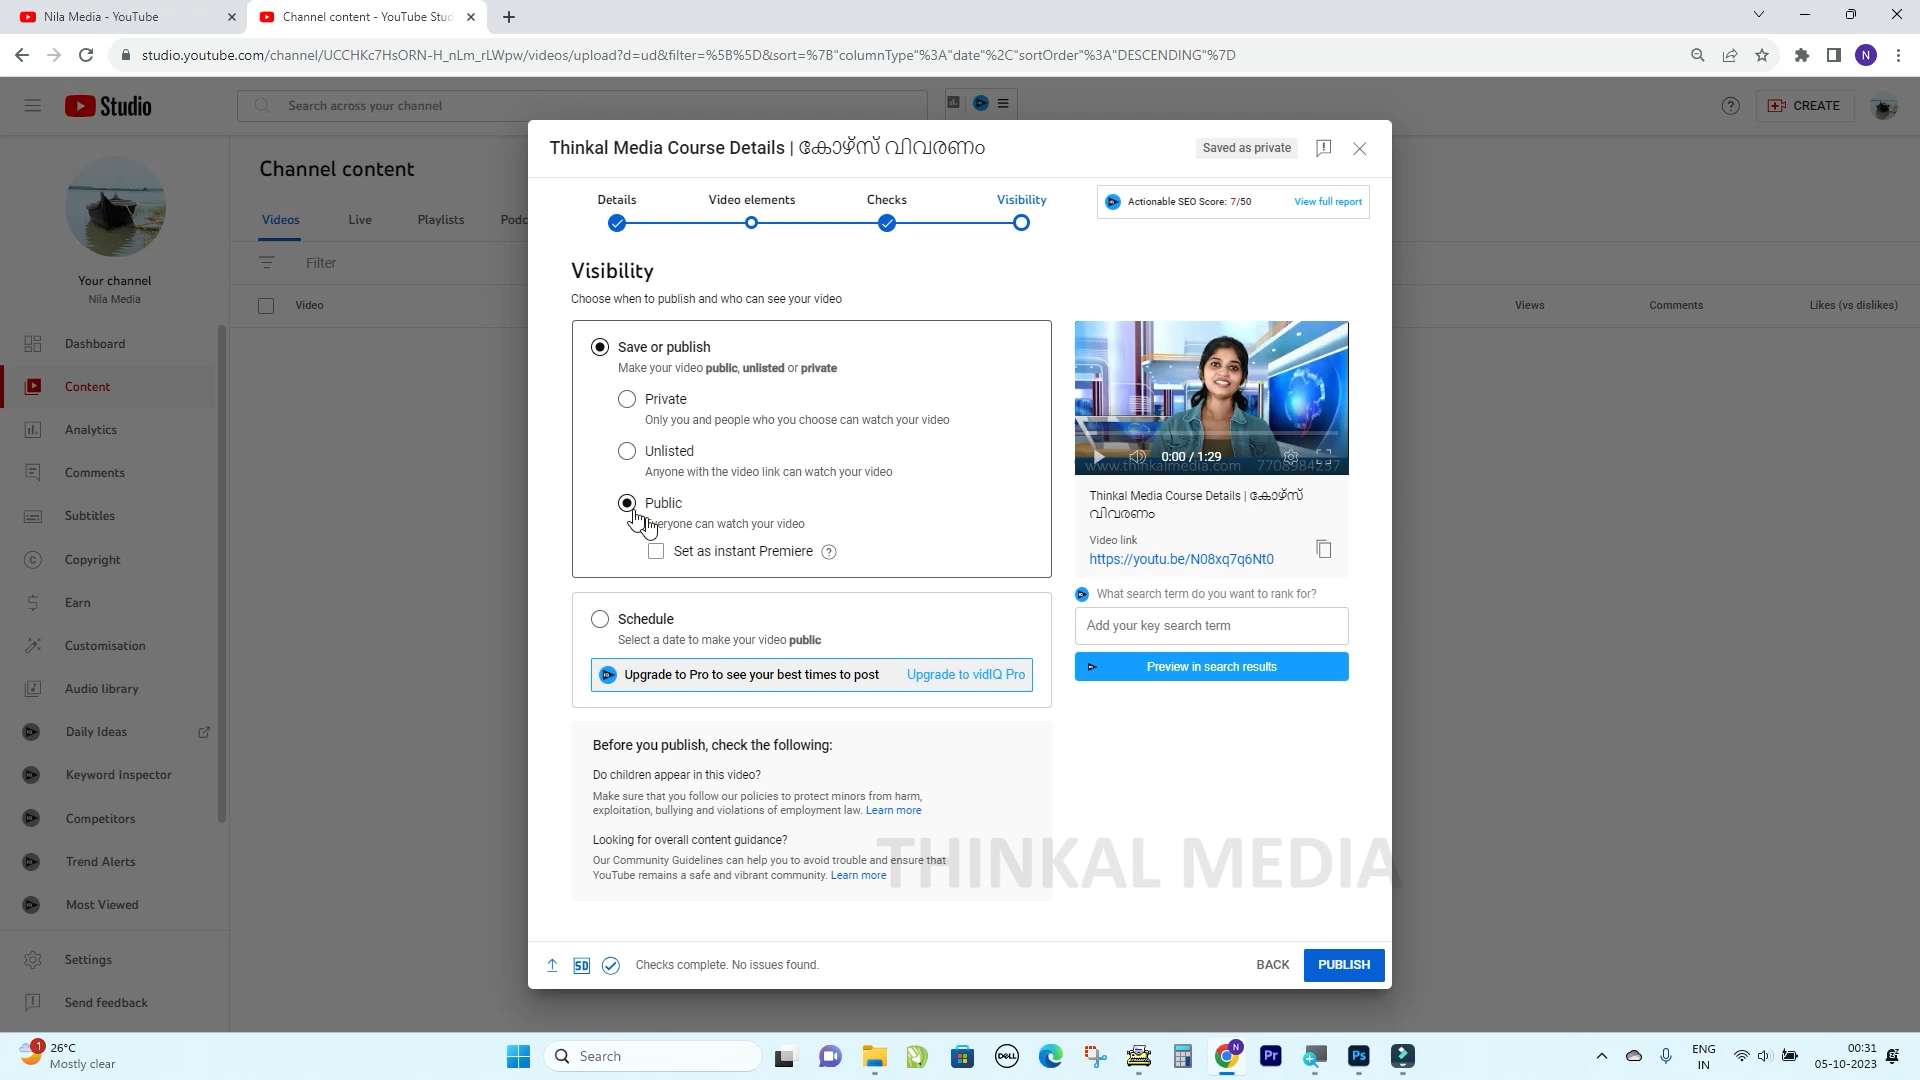 Nila Media - YouTube
Channel content - YouTube Stud
studio.youtube.com/channel/UCCHKc7HsORN-H_nLm_rLWpw/videos/upload?d=ud&filter=%5B%5D&sort=%7B"columnType"%3A"date"%2C"sortOrder"%3A"DESCENDING"%7D
N
Studio
Search across your channel
CREATE
Your channel
Nila Media
Dashboard
Content
Analytics
Comments
Subtitles
Copyright
Earn
Customisation
Audio library
Daily Ideas
Keyword Inspector
Competitors
Trend Alerts
Most Viewed
Settings
Send feedback
Channel content
Videos Live Playlists Podc
Filter
Video Views Comments Likes (vs dislikes)
Thinkal Media Course Details | കോഴ്സ് വിവരണം
Saved as private
Details Video elements Checks Visibility
Actionable SEO Score: 7/50 View full report
Visibility
Choose when to publish and who can see your video
Save or publish
Make your video public, unlisted or private
Private
Only you and people who you choose can watch your video
Unlisted
Anyone with the video link can watch your video
Public
veryone can watch your video
Set as instant Premiere
Schedule
Select a date to make your video public
Upgrade to Pro to see your best times to post Upgrade to vidIQ Pro
Before you publish, check the following:
Do children appear in this video?
Make sure that you follow our policies to protect minors from harm,
exploitation, bullying and violations of employment law. Learn more
Looking for overall content guidance?
Our Community Guidelines can help you to avoid trouble and ensure that
YouTube remains a safe and vibrant community. Learn more
0:00 / 1:29
www.thinkalmedia.com 7708984237
Thinkal Media Course Details | കോഴ്സ്
വിവരണം
Video link
https://youtu.be/N08xq7q6Nt0
What search term do you want to rank for?
Add your key search term
Preview in search results
THINKAL MEDIA
SD
Checks complete. No issues found.
BACK
PUBLISH
1
26°C
Mostly clear
Search
DELL
N
Pr
Ps
ENG
IN
00:31
05-10-2023